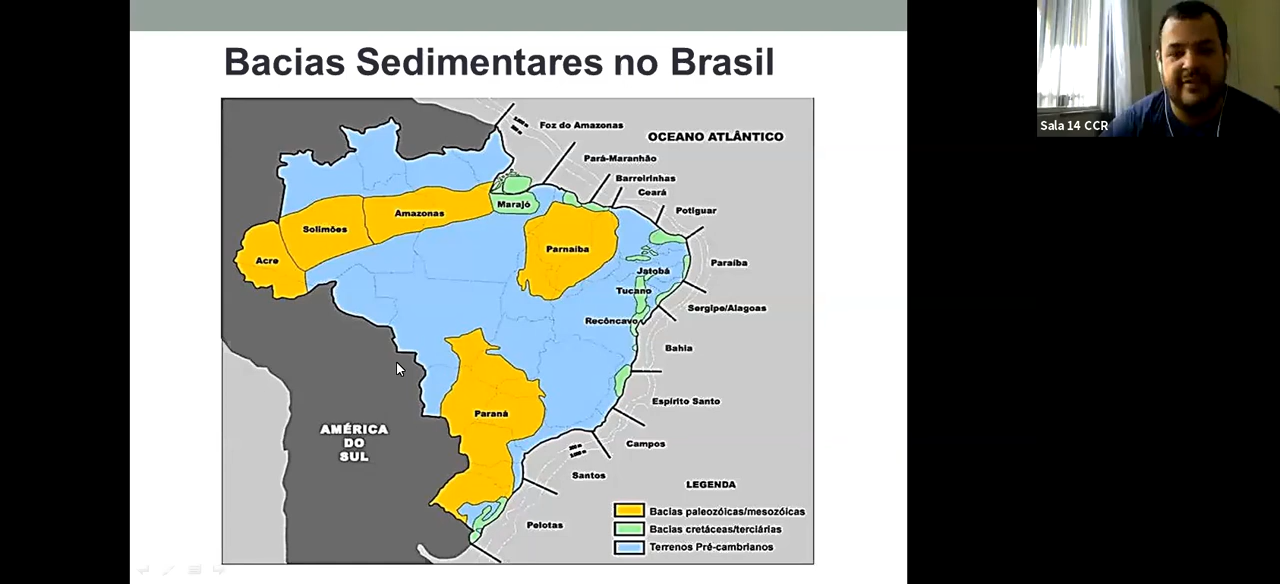 Bacias Sedimentares no Brasil
Sala 14 CCR
Foz do Amazonas
OCEANO ATLÂNTICO
Pará-Maranhão
Barreirinhas
Ceará
Marajó
Potiguar
Amazonas
Solimões
Parnaíba
Acre
Paraíba
Jatobá
Tucano
Sergipe/Alagoas
Recôncavo
Bahia
Espírito Santo
Paraná
AMÉRICA
DO
SUL
Campos
Santos
LEGENDA
Bacias paleozóicas/mesozóicas
Pelotas
Bacias cretáceas/terciárias
Terrenos Pré-cambrianos